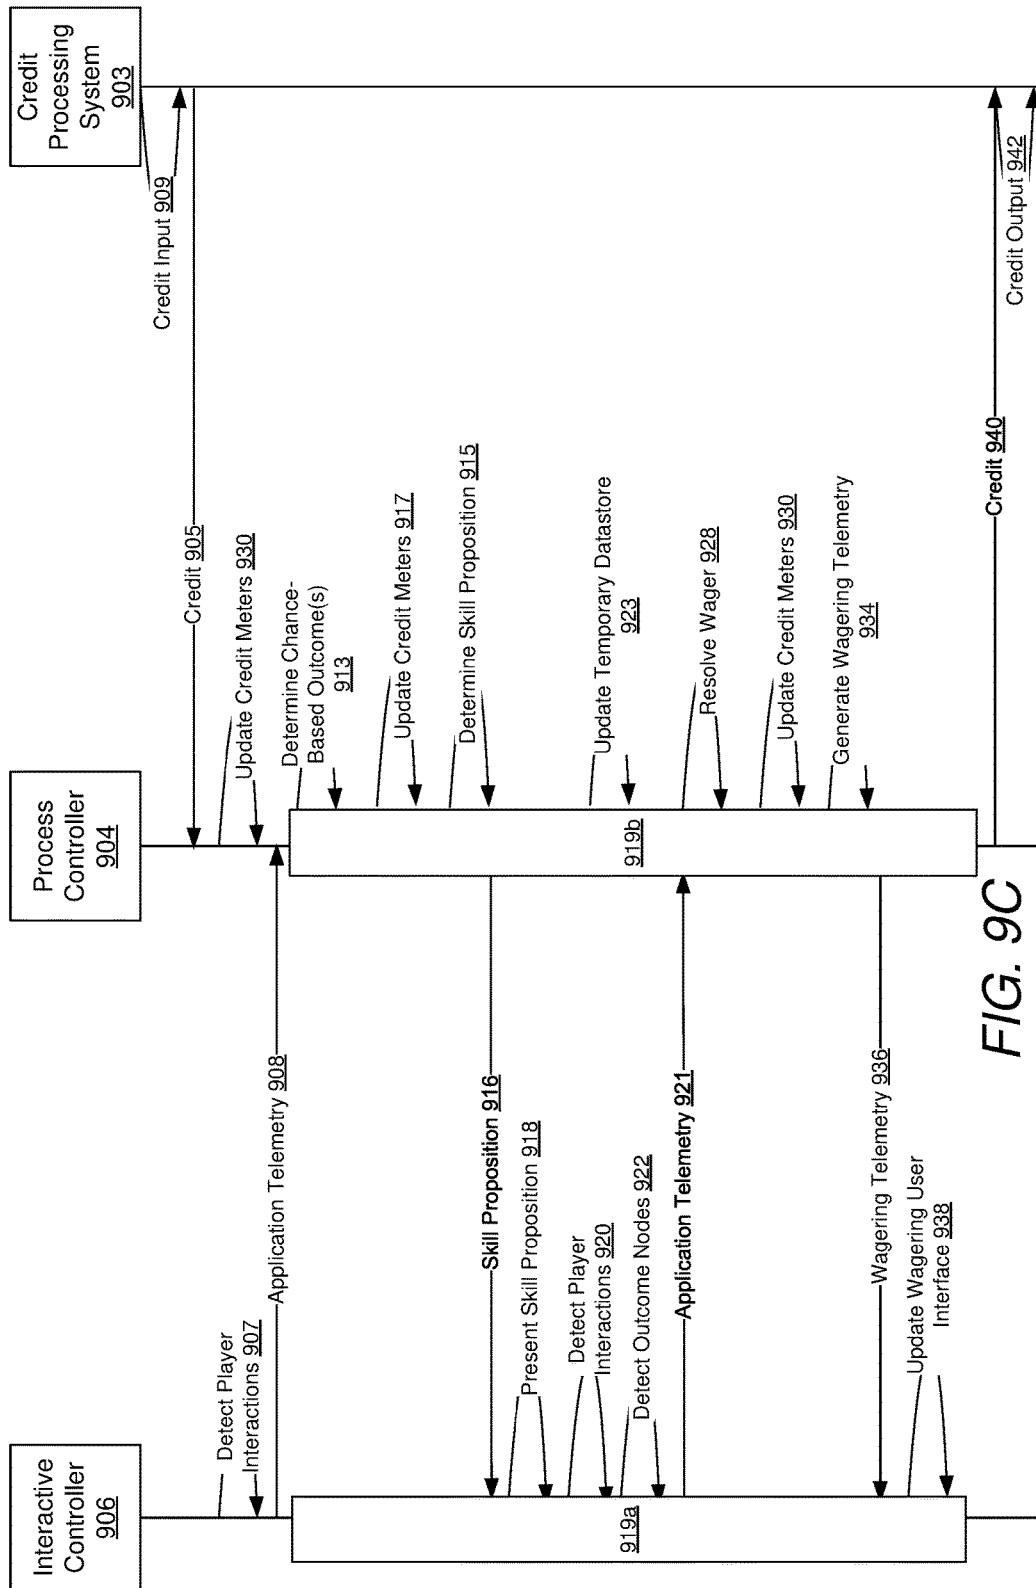 Interactive
Controller
906
Process
Controller
904
Credit
Processing
System
903
Credit Input 909
Credit 905
Detect Player
Interactions 907
Update Credit Meters 930
Application Telemetry 908
Determine Chance-
Based Outcome(s)
913
Update Credit Meters 917
Determine Skill Proposition 915
Skill Proposition 916
Present Skill Proposition 918
Detect Player
Interactions 920
Update Temporary Datastore
923
Detect Outcome Nodes 922
919a
919b
Application Telemetry 921
Resolve Wager 928
Update Credit Meters 930
Generate Wagering Telemetry
934
Wagering Telemetry 936
Update Wagering User
Interface 938
Credit 940
Credit Output 942
FIG. 9C